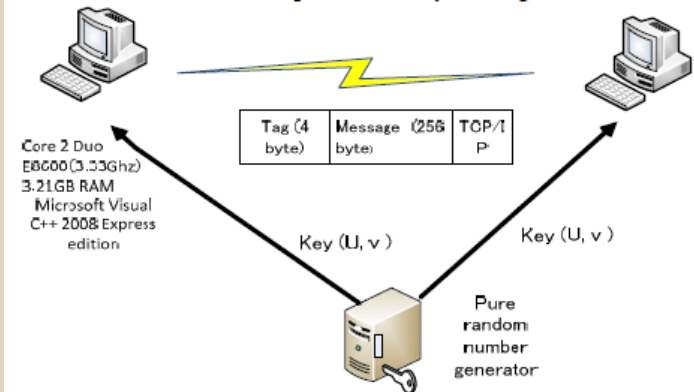 Tag (4 byte)
Message (256 byte)
TCP/I P
Core 2 Duo
E8600(3.33Ghz)
3.21GB RAM
Microsoft Visual
C++ 2008 Express
edition
Key (U, v )
Key (U, v )
Pure
random
number
generator